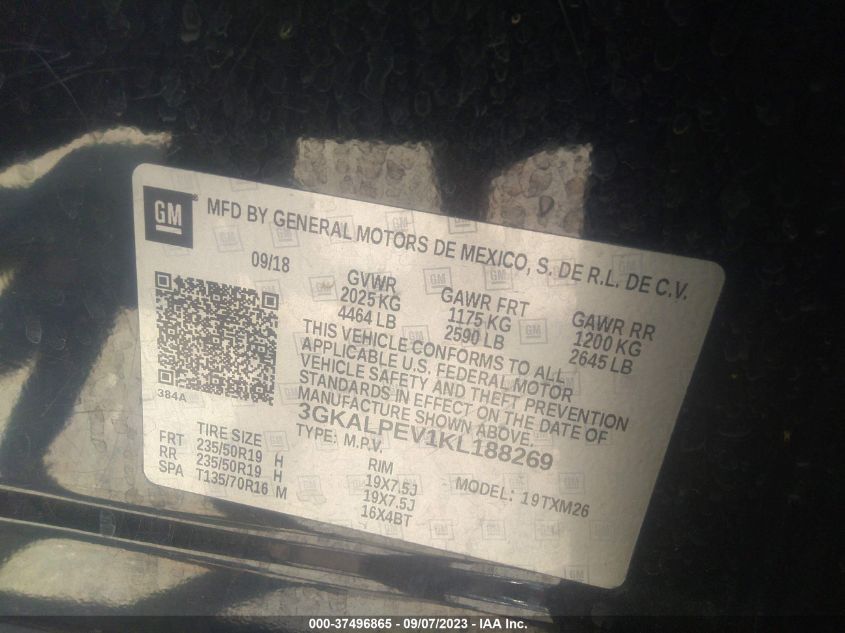 GM
MFD BY GENERAL MOTORS DE MEXICO, S. DE R.L. DE C.V.
09/18
GVWR GAWR FRT GAWR RR
2025 KG 1175 KG 1200 KG
4464 LB 2590 LB 2645 LB
THIS VEHICLE CONFORMS TO ALL
APPLICABLE U.S. FEDERAL MOTOR
VEHICLE SAFETY AND THEFT PREVENTION
STANDARDS IN EFFECT ON THE DATE OF
MANUFACTURE SHOWN ABOVE.
384A
3GKALPEV1KL188269
TYPE: M.P.V. MODEL: 19TXM26
TIRE SIZE RIM
FRT 235/50R19 H 19X7.5J
RR 235/50R19 H 19X7.5J
SPA T135/70R16 M 16X4BT
000-37496865 - 09/07/2023 - IAA Inc.